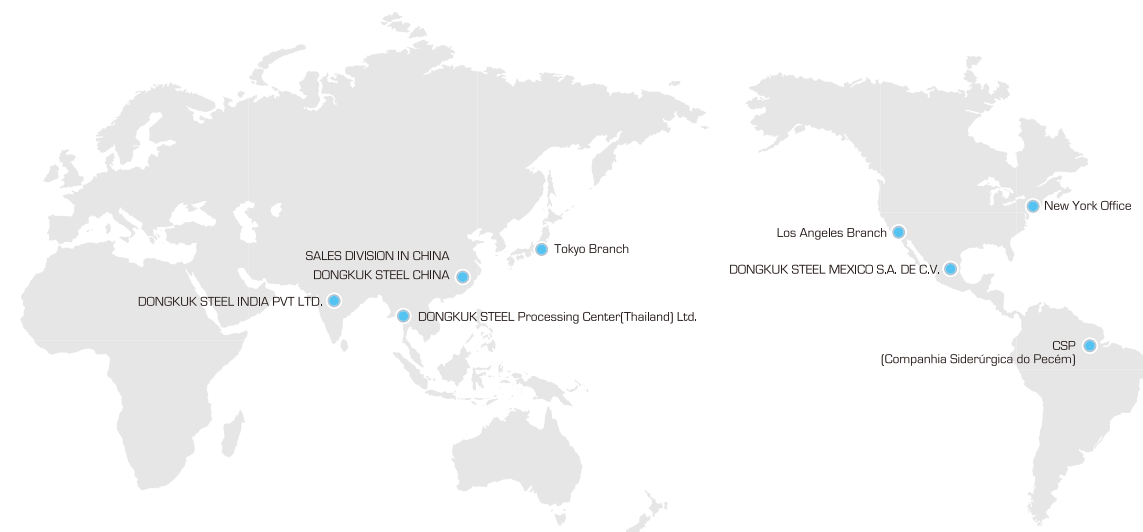 New York Office
Los Angeles Branch
Tokyo Branch
SALES DIVISION IN CHINA
DONGKUK STEEL CHINA
DONGKUK STEEL MEXICO S.A. DE C.V.
DONGKUK STEEL INDIA PVT LTD.
DONGKUK STEEL Processing Center(Thailand) Ltd.
CSP
(Companhia Siderúrgica do Pecém)